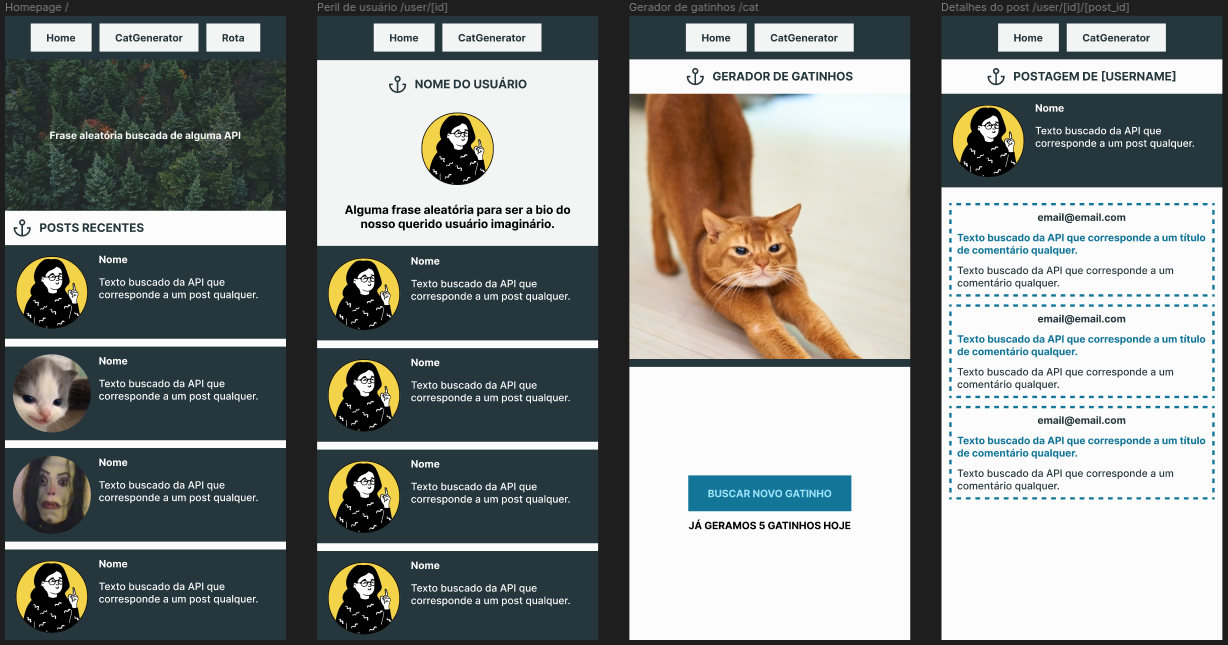 Homepage /
Home
CatGenerator
Rota
Frase aleatória buscada de alguma API
POSTS RECENTES
Nome
Texto buscado da API que
corresponde a um post qualquer.
Nome
Texto buscado da API que
corresponde a um post qualquer.
Nome
Texto buscado da API que
corresponde a um post qualquer.
Nome
Texto buscado da API que
corresponde a um post qualquer.
Peril de usuário /user/[id]
Home
CatGenerator
NOME DO USUÁRIO
Alguma frase aleatória para ser a bio do
nosso querido usuário imaginário.
Nome
Texto buscado da API que
corresponde a um post qualquer.
Nome
Texto buscado da API que
corresponde a um post qualquer.
Nome
Texto buscado da API que
corresponde a um post qualquer.
Nome
Texto buscado da API que
corresponde a um post qualquer.
Gerador de gatinhos /cat
Home
CatGenerator
GERADOR DE GATINHOS
BUSCAR NOVO GATINHO
JÁ GERAMOS 5 GATINHOS HOJE
Detalhes do post /user/[id]/[post_id]
Home
CatGenerator
POSTAGEM DE [USERNAME]
Nome
Texto buscado da API que
corresponde a um post qualquer.
email@email.com
Texto buscado da API que corresponde a um título
de comentário qualquer.
Texto buscado da API que corresponde a um
comentário qualquer.
email@email.com
Texto buscado da API que corresponde a um título
de comentário qualquer.
Texto buscado da API que corresponde a um
comentário qualquer.
email@email.com
Texto buscado da API que corresponde a um título
de comentário qualquer.
Texto buscado da API que corresponde a um
comentário qualquer.